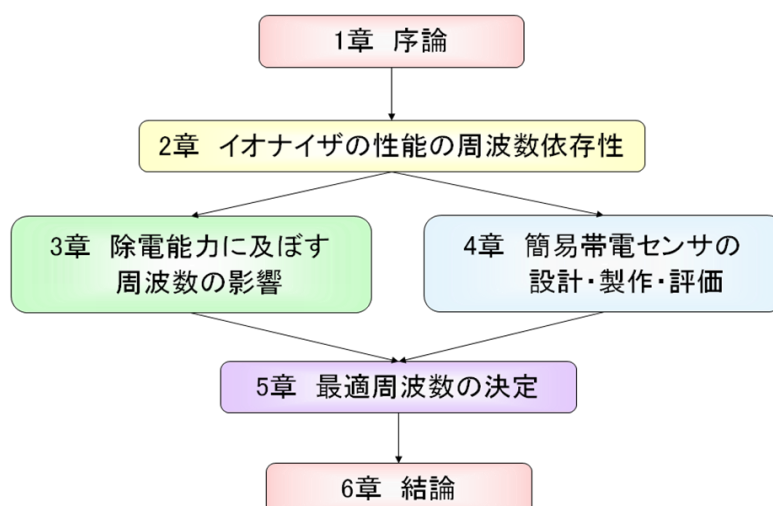 1章 序論
2章 イオナイザの性能の周波数依存性
3章 除電能力に及ぼす
周波数の影響
4章 簡易帯電センサの
設計・製作・評価
5章 最適周波数の決定
6章 結論